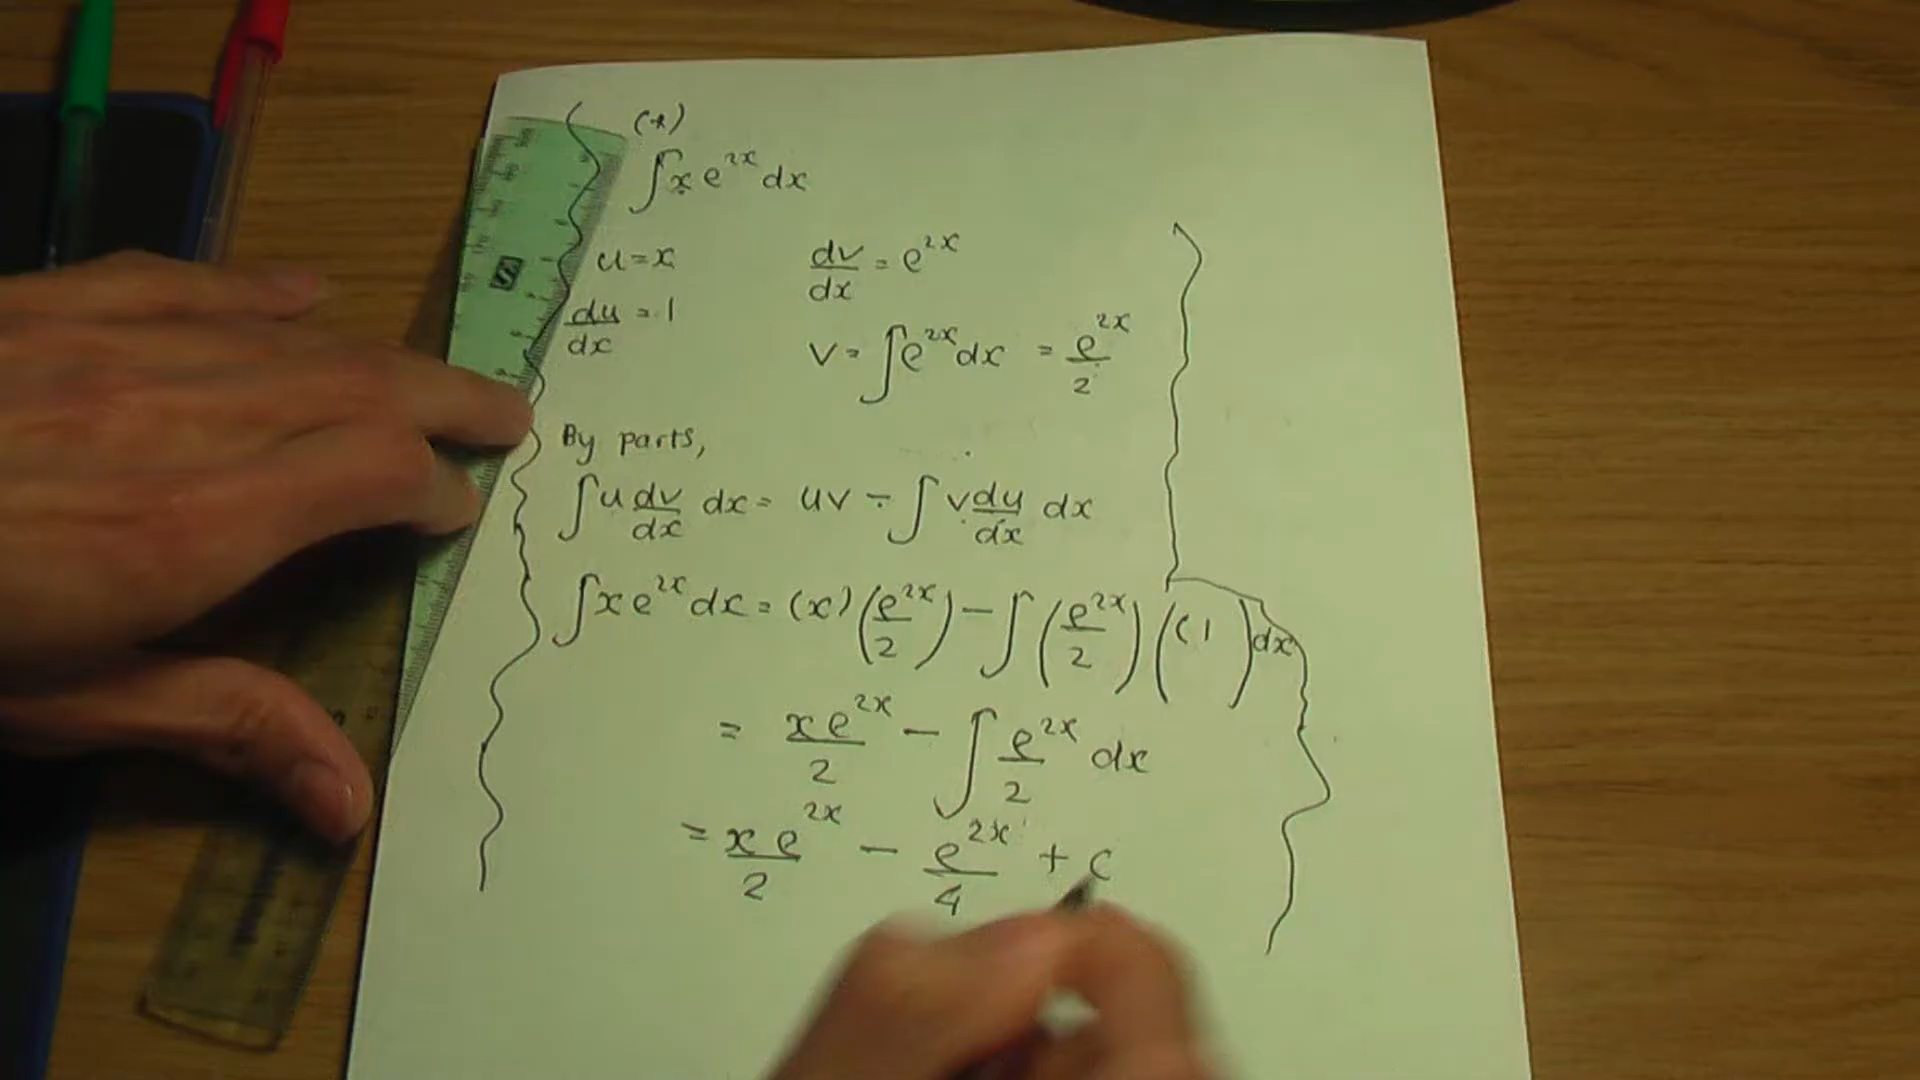 (*)
∫xe^{2x}dx
u=x dv/dx = e^{2x}
du/dx = 1
v = ∫e^{2x}dx = e^{2x}/2
By parts,
∫u dv/dx dx = uv - ∫v du/dx dx
∫xe^{2x}dx = (x)(e^{2x}/2) - ∫(e^{2x}/2)(1)dx
= xe^{2x}/2 - ∫e^{2x}/2 dx
= xe^{2x}/2 - e^{2x}/4 + c